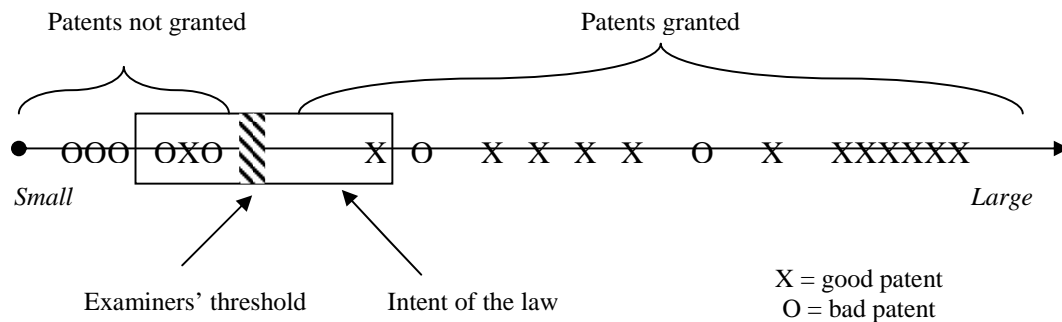 Patents not granted
Patents granted
OOO OXO X O X X X X O X XXXXXX
Small
Large
Examiners’ threshold
Intent of the law
X = good patent
O = bad patent